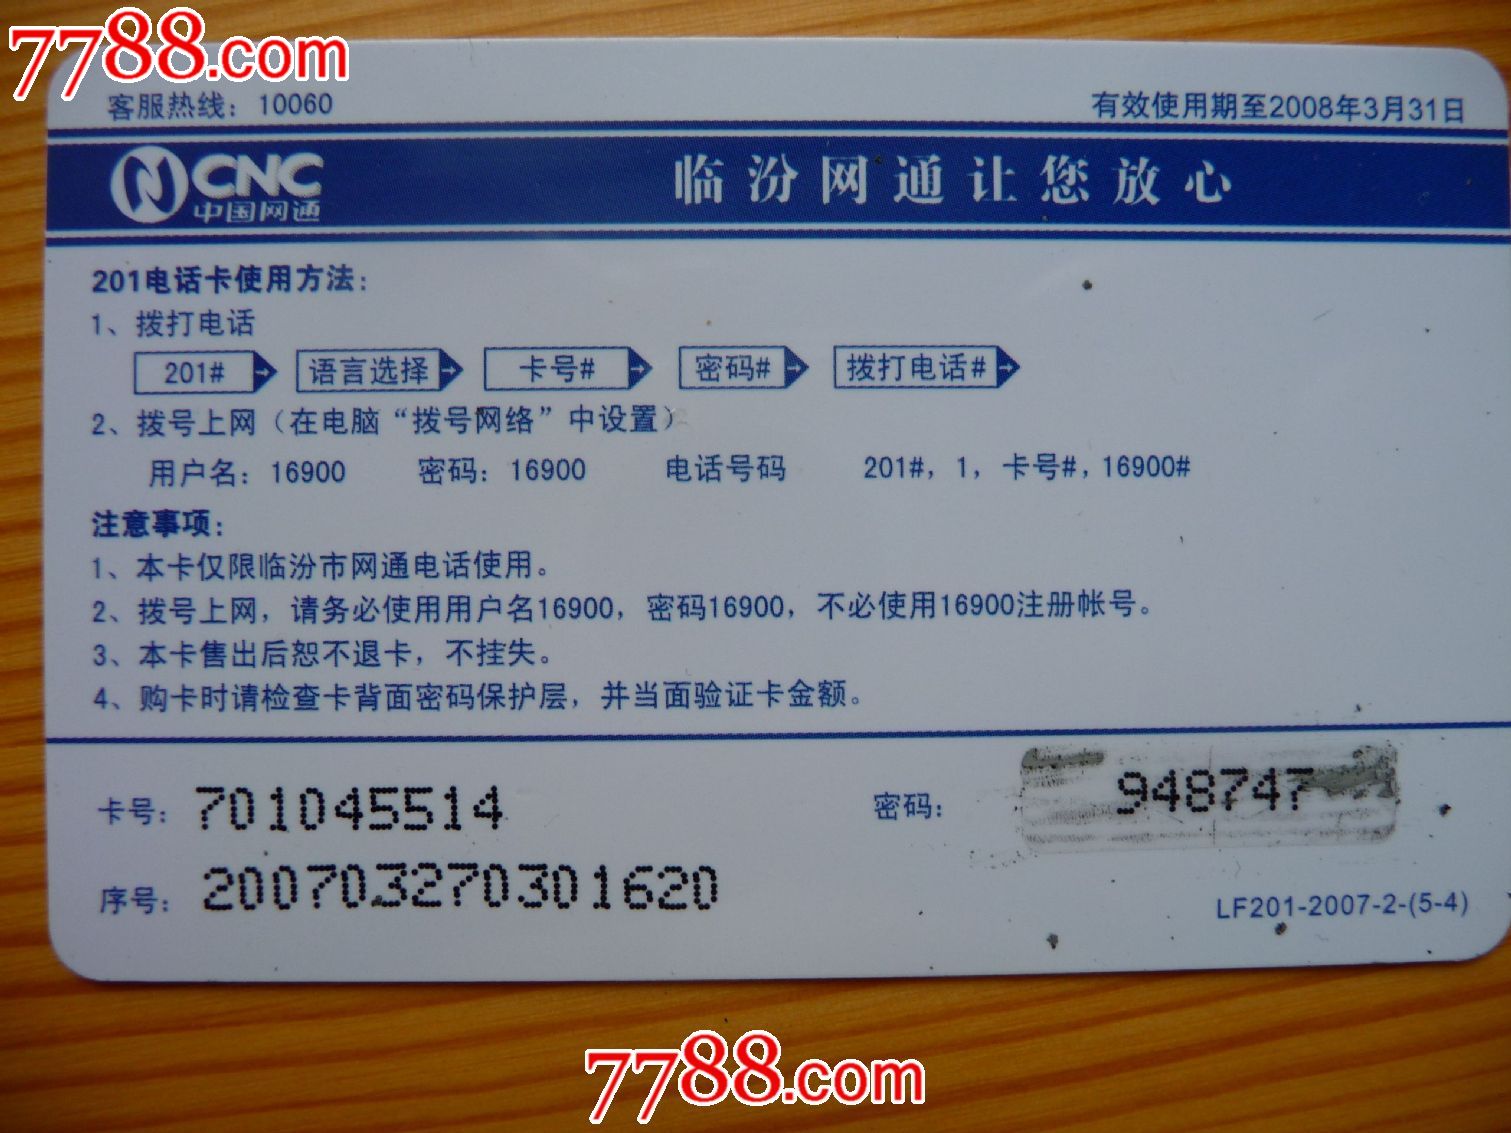 7788.com
客服热线：10060
有效使用期至2008年3月31日
CNC
中国网通
临汾网通让您放心
201电话卡使用方法：
1、拨打电话
201# 语言选择 卡号# 密码# 拨打电话#
2、拨号上网（在电脑“拨号网络”中设置）
用户名：16900 密码：16900 电话号码 201#，1，卡号#，16900#
注意事项：
1、本卡仅限临汾市网通电话使用。
2、拨号上网，请务必使用用户名16900，密码16900，不必使用16900注册帐号。
3、本卡售出后恕不退卡，不挂失。
4、购卡时请检查卡背面密码保护层，并当面验证卡金额。
卡号：701045514
密码：948747
序号：200703270301620
LF201-2007-2-(5-4)
7788.com